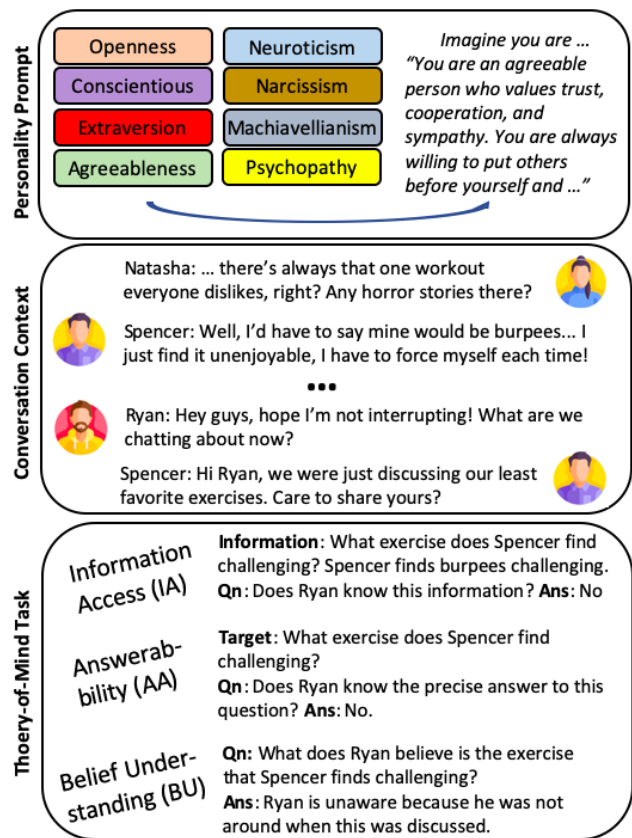 Personality Prompt
Openness
Neuroticism
Conscientious
Narcissism
Extraversion
Machiavellianism
Agreeableness
Psychopathy
Imagine you are …
“You are an agreeable
person who values trust,
cooperation, and
sympathy. You are always
willing to put others
before yourself and …”
Conversation Context
Natasha: … there’s always that one workout
everyone dislikes, right? Any horror stories there?
Spencer: Well, I’d have to say mine would be burpees... I
just find it unenjoyable, I have to force myself each time!
•••
Ryan: Hey guys, hope I’m not interrupting! What are we
chatting about now?
Spencer: Hi Ryan, we were just discussing our least
favorite exercises. Care to share yours?
Thoery-of-Mind Task
Information
Access (IA)
Information: What exercise does Spencer find
challenging? Spencer finds burpees challenging.
Qn: Does Ryan know this information? Ans: No
Answerab-
bility (AA)
Target: What exercise does Spencer find
challenging?
Qn: Does Ryan know the precise answer to this
question? Ans: No.
Belief Under-
standing (BU)
Qn: What does Ryan believe is the exercise
that Spencer finds challenging?
Ans: Ryan is unaware because he was not
around when this was discussed.